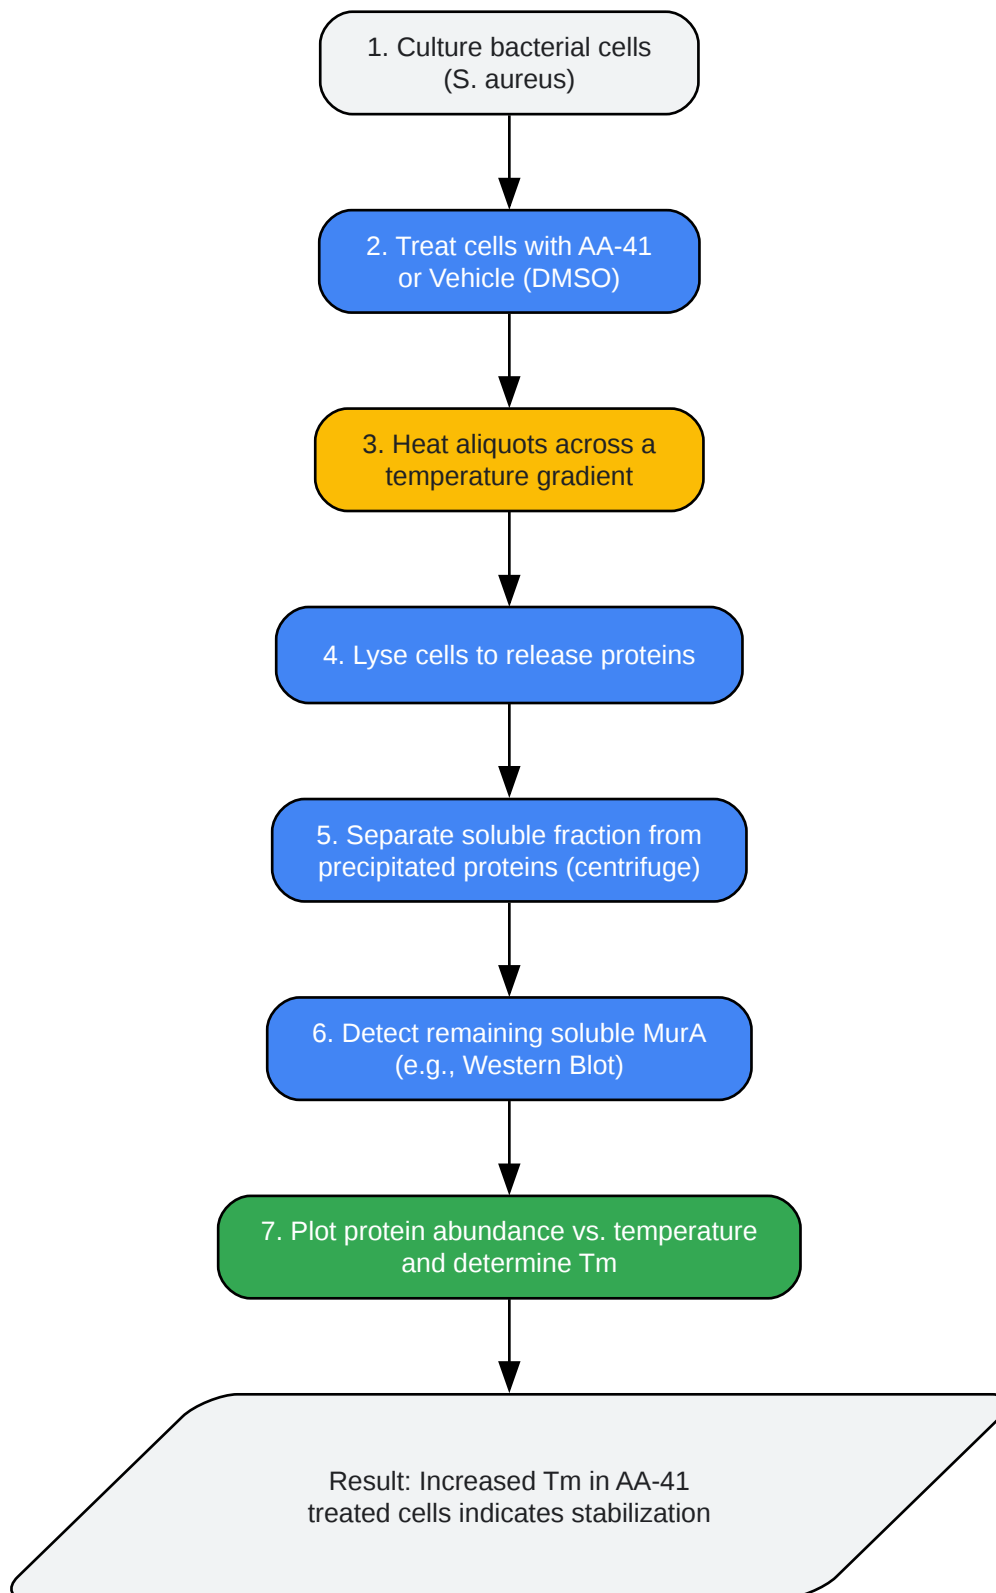 1. Culture bacterial cells
(S. aureus)
2. Treat cells with AA-41
or Vehicle (DMSO)
3. Heat aliquots across a
temperature gradient
4. Lyse cells to release proteins
5. Separate soluble fraction from
precipitated proteins (centrifuge)
6. Detect remaining soluble MurA
(e.g., Western Blot)
7. Plot protein abundance vs. temperature
and determine Tm
Result: Increased Tm in AA-41
treated cells indicates stabilization